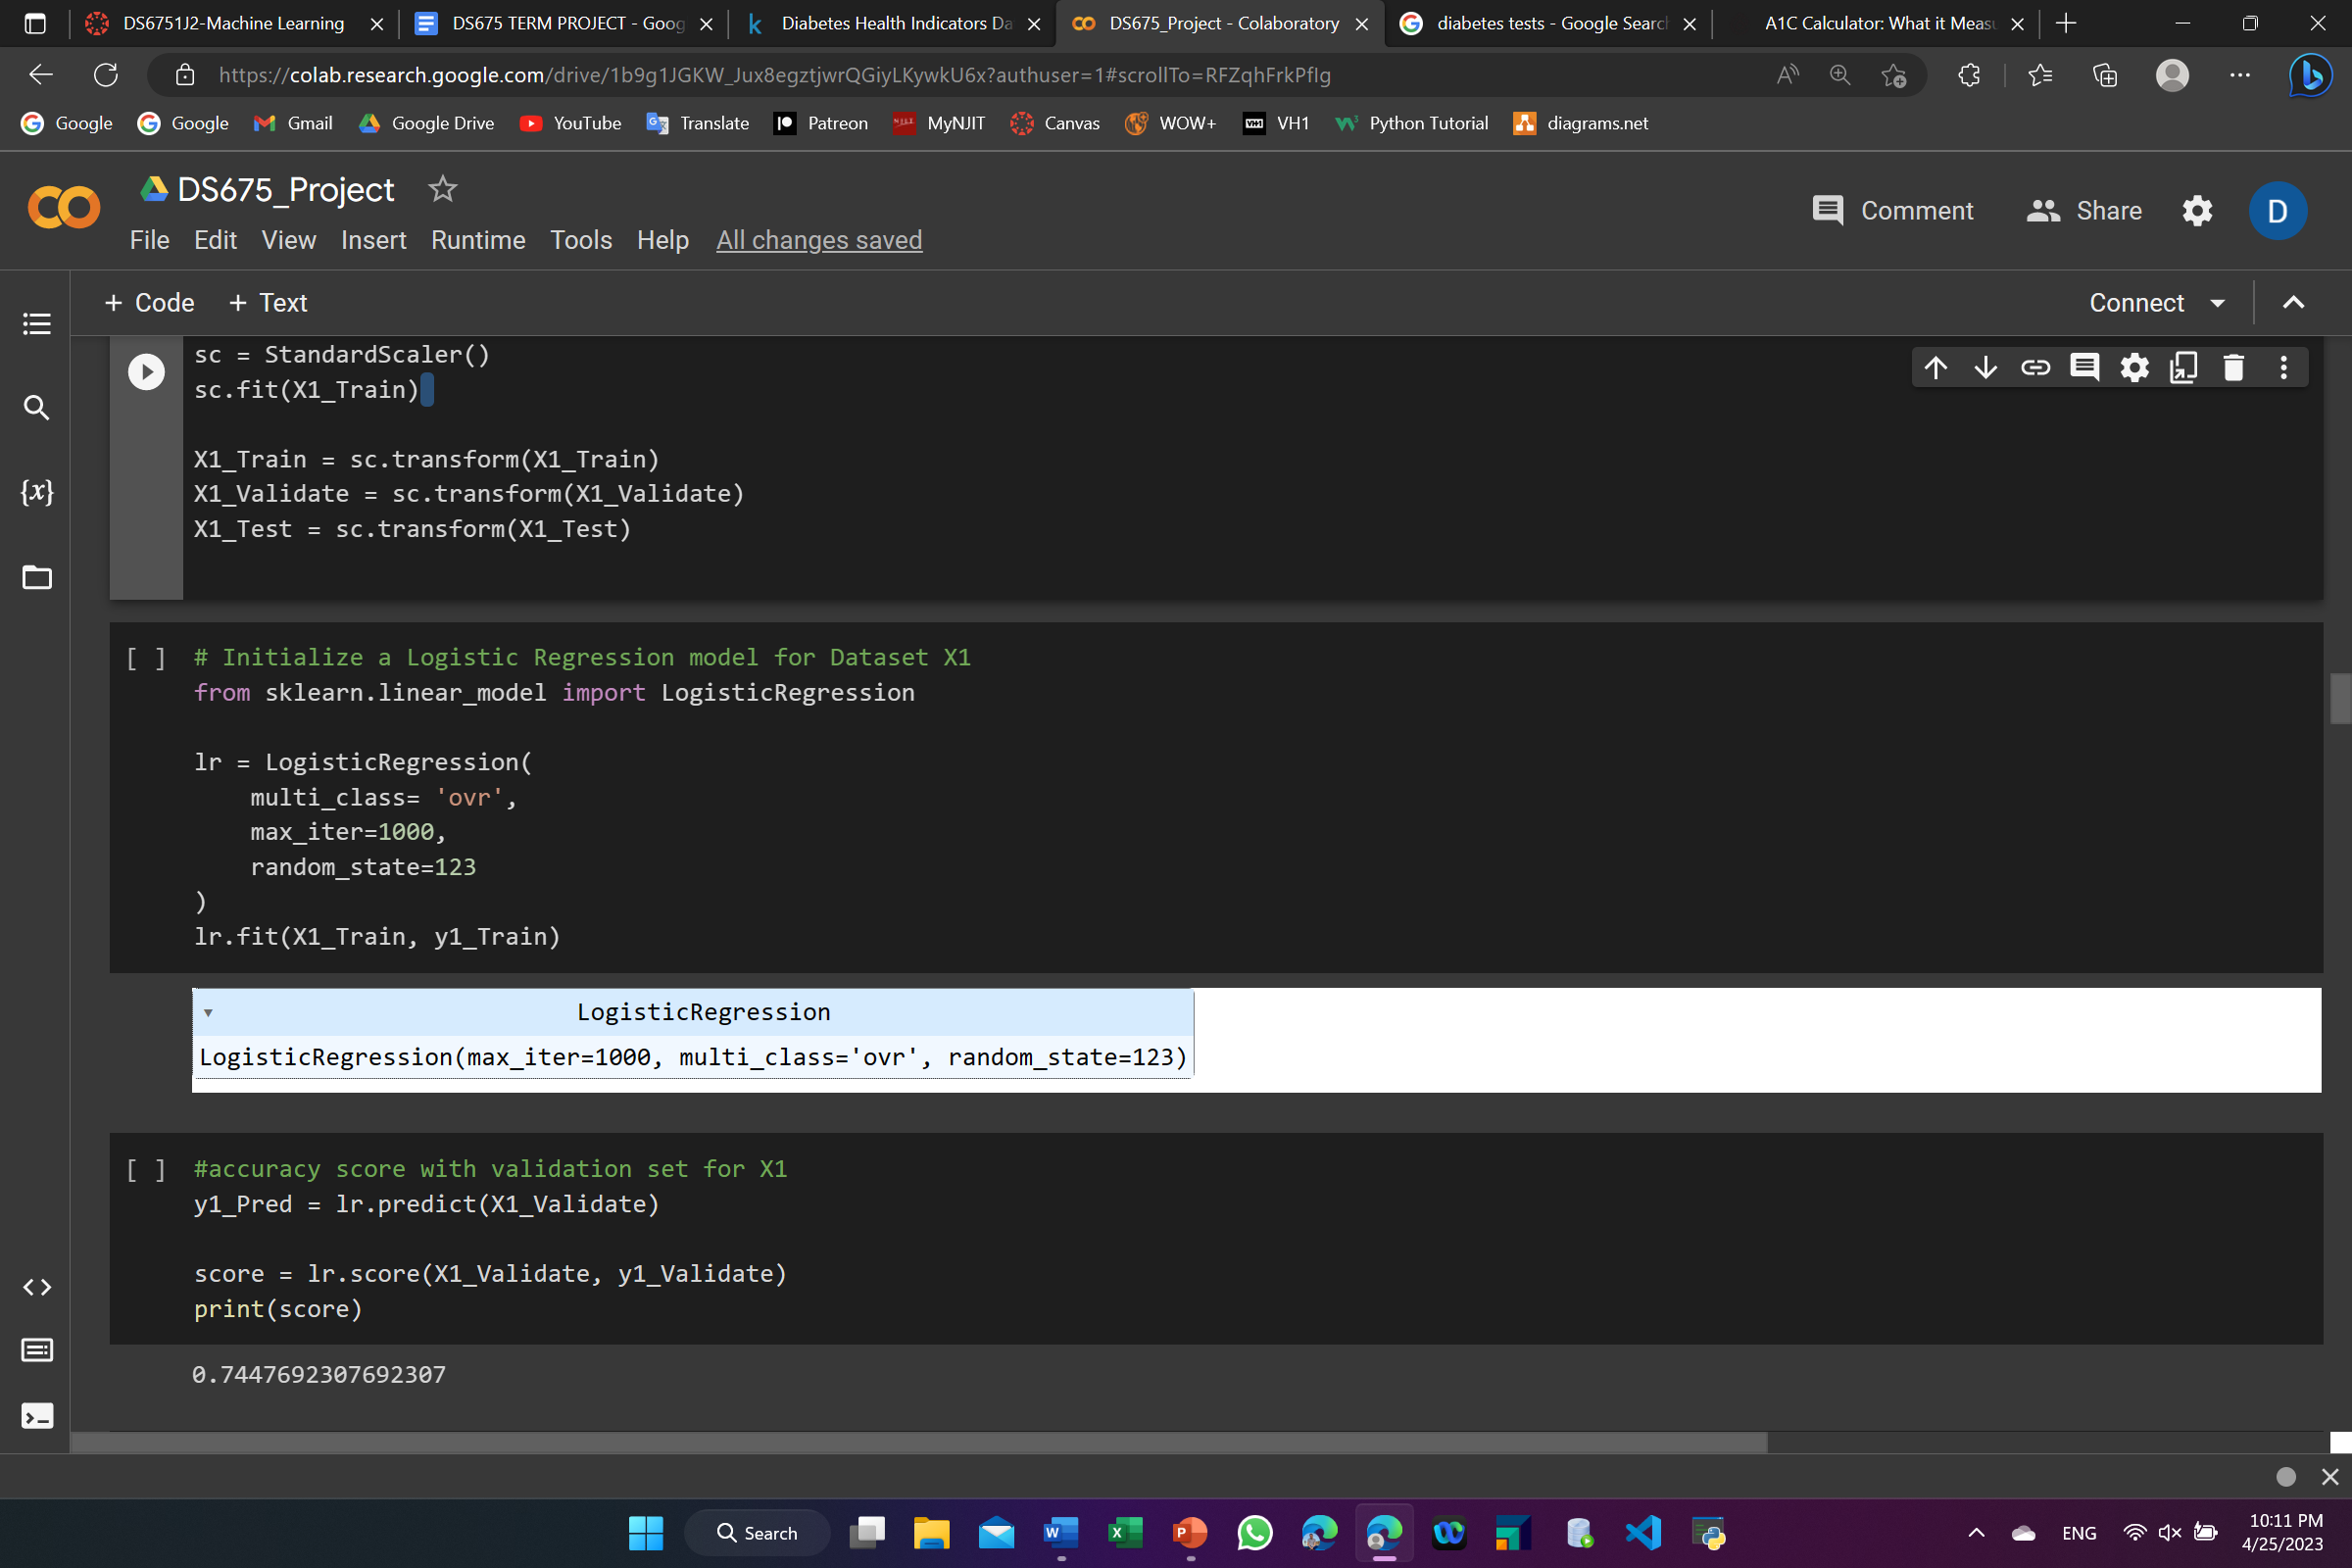 DS6751J2-Machine Learning
DS675 TERM PROJECT - Goog
Diabetes Health Indicators Da
DS675_Project - Colaboratory
diabetes tests - Google Search
A1C Calculator: What it Measu
https://colab.research.google.com/drive/1b9g1JGKW_Jux8egztjwrQGiyLKywkU6x?authuser=1#scrollTo=RFZqhFrkPfIg
Google Google Gmail Google Drive YouTube Translate Patreon MyNJIT Canvas WOW+ VH1 Python Tutorial diagrams.net
DS675_Project
Comment Share D
File Edit View Insert Runtime Tools Help All changes saved
+ Code + Text Connect
sc = StandardScaler()
sc.fit(X1_Train)
X1_Train = sc.transform(X1_Train)
X1_Validate = sc.transform(X1_Validate)
X1_Test = sc.transform(X1_Test)
[ ] # Initialize a Logistic Regression model for Dataset X1
from sklearn.linear_model import LogisticRegression
lr = LogisticRegression(
multi_class= 'ovr',
max_iter=1000,
random_state=123
)
lr.fit(X1_Train, y1_Train)
LogisticRegression
LogisticRegression(max_iter=1000, multi_class='ovr', random_state=123)
[ ] #accuracy score with validation set for X1
y1_Pred = lr.predict(X1_Validate)
score = lr.score(X1_Validate, y1_Validate)
print(score)
0.7447692307692307
Search
ENG
10:11 PM
4/25/2023